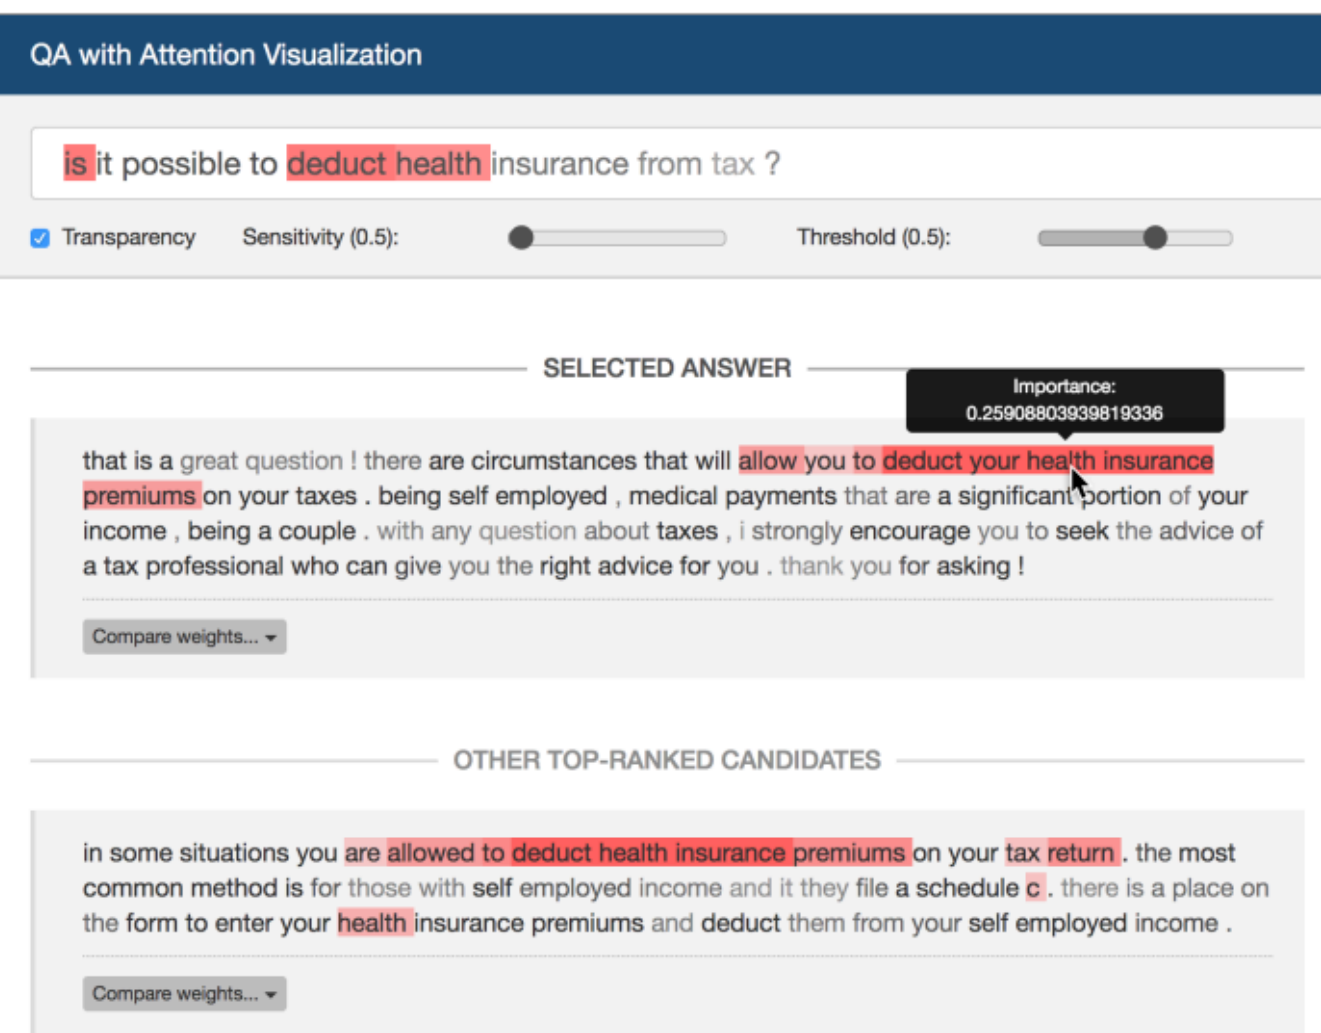 QA with Attention Visualization
is it possible to deduct health insurance from tax ?
Transparency Sensitivity (0.5): Threshold (0.5):
SELECTED ANSWER
Importance:
0.25908803939819336
that is a great question ! there are circumstances that will allow you to deduct your health insurance
premiums on your taxes . being self employed , medical payments that are a significant portion of your
income , being a couple . with any question about taxes , i strongly encourage you to seek the advice of
a tax professional who can give you the right advice for you . thank you for asking !
Compare weights...
OTHER TOP-RANKED CANDIDATES
in some situations you are allowed to deduct health insurance premiums on your tax return . the most
common method is for those with self employed income and it they file a schedule c . there is a place on
the form to enter your health insurance premiums and deduct them from your self employed income .
Compare weights...